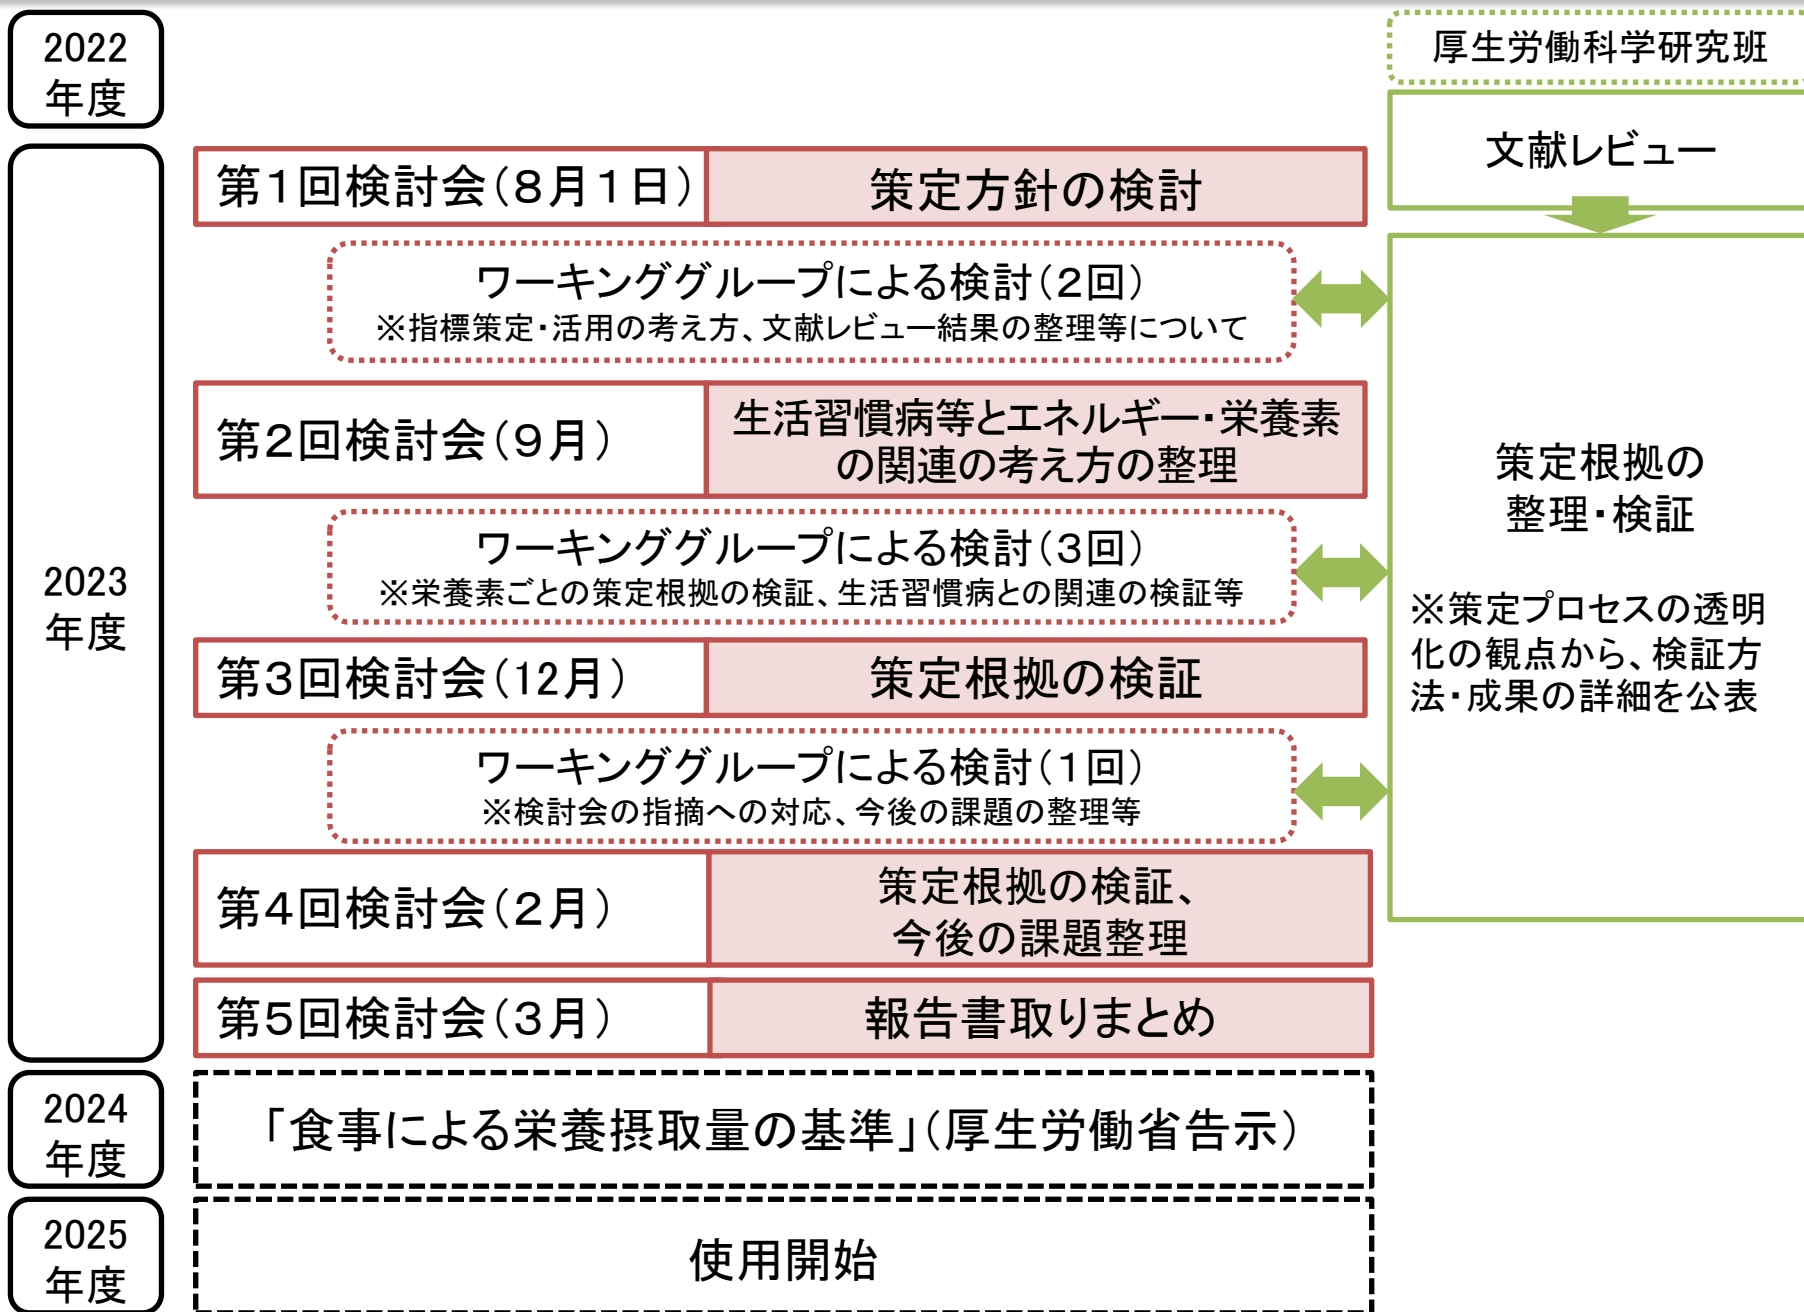 2022
年度
厚生労働科学研究班
文献レビュー
2023
年度
第1回検討会(8月1日)
策定方針の検討
ワーキンググループによる検討(2回)
※指標策定・活用の考え方、文献レビュー結果の整理等について
第2回検討会(9月)
生活習慣病等とエネルギー・栄養素
の関連の考え方の整理
ワーキンググループによる検討(3回)
※栄養素ごとの策定根拠の検証、生活習慣病との関連の検証等
第3回検討会(12月)
策定根拠の検証
ワーキンググループによる検討(1回)
※検討会の指摘への対応、今後の課題の整理等
第4回検討会(2月)
策定根拠の検証、
今後の課題整理
第5回検討会(3月)
報告書取りまとめ
策定根拠の
整理・検証
※策定プロセスの透明
化の観点から、検証方
法・成果の詳細を公表
2024
年度
「食事による栄養摂取量の基準」(厚生労働省告示)
2025
年度
使用開始